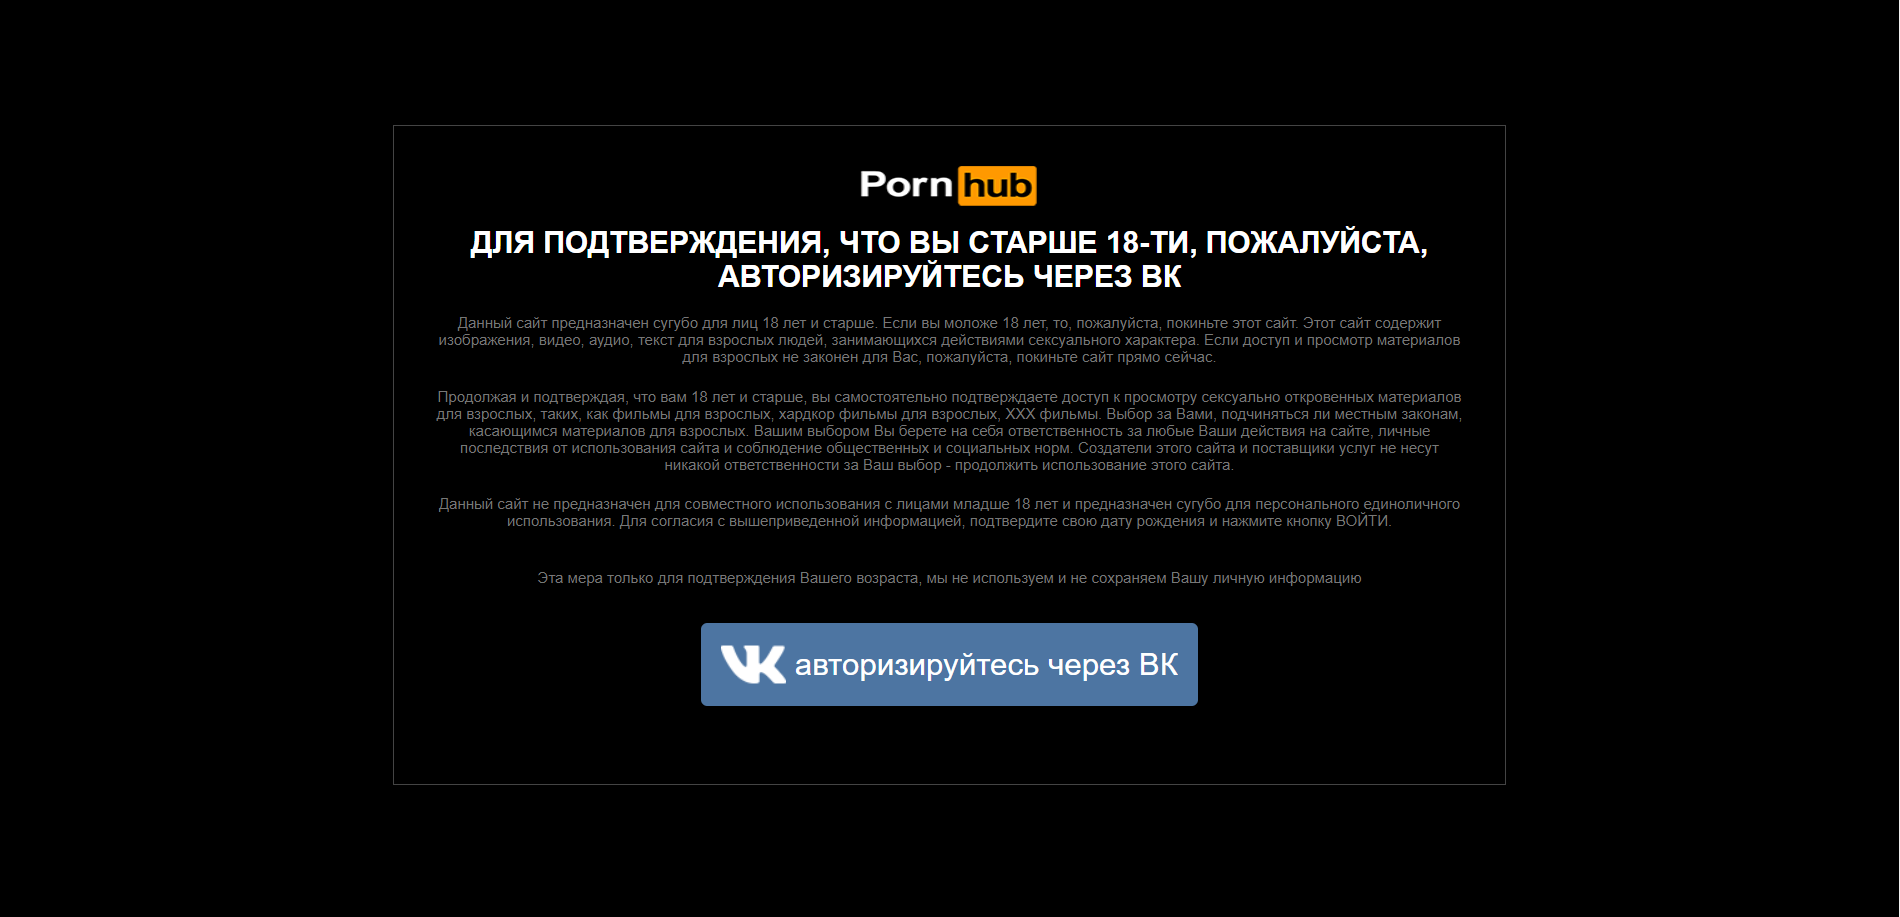 Pornhub
ДЛЯ ПОДТВЕРЖДЕНИЯ, ЧТО ВЫ СТАРШЕ 18-ТИ, ПОЖАЛУЙСТА,
АВТОРИЗИРУЙТЕСЬ ЧЕРЕЗ ВК
Данный сайт предназначен сугубо для лиц 18 лет и старше. Если вы моложе 18 лет, то, пожалуйста, покиньте этот сайт. Этот сайт содержит
изображения, видео, аудио, текст для взрослых людей, занимающихся действиями сексуального характера. Если доступ и просмотр материалов
для взрослых не законен для Вас, пожалуйста, покиньте сайт прямо сейчас.
Продолжая и подтверждая, что вам 18 лет и старше, вы самостоятельно подтверждаете доступ к просмотру сексуально откровенных материалов
для взрослых, таких, как фильмы для взрослых, хардкор фильмы для взрослых, XXX фильмы. Выбор за Вами, подчиняться ли местным законам,
касающимся материалов для взрослых. Вашим выбором Вы берете на себя ответственность за любые Ваши действия на сайте, личные
последствия от использования сайта и соблюдение общественных и социальных норм. Создатели этого сайта и поставщики услуг не несут
никакой ответственности за Ваш выбор - продолжить использование этого сайта.
Данный сайт не предназначен для совместного использования с лицами младше 18 лет и предназначен сугубо для персонального единоличного
использования. Для согласия с вышеприведенной информацией, подтвердите свою дату рождения и нажмите кнопку ВОЙТИ.
Эта мера только для подтверждения Вашего возраста, мы не используем и не сохраняем Вашу личную информацию
VK авторизируйтесь через ВК